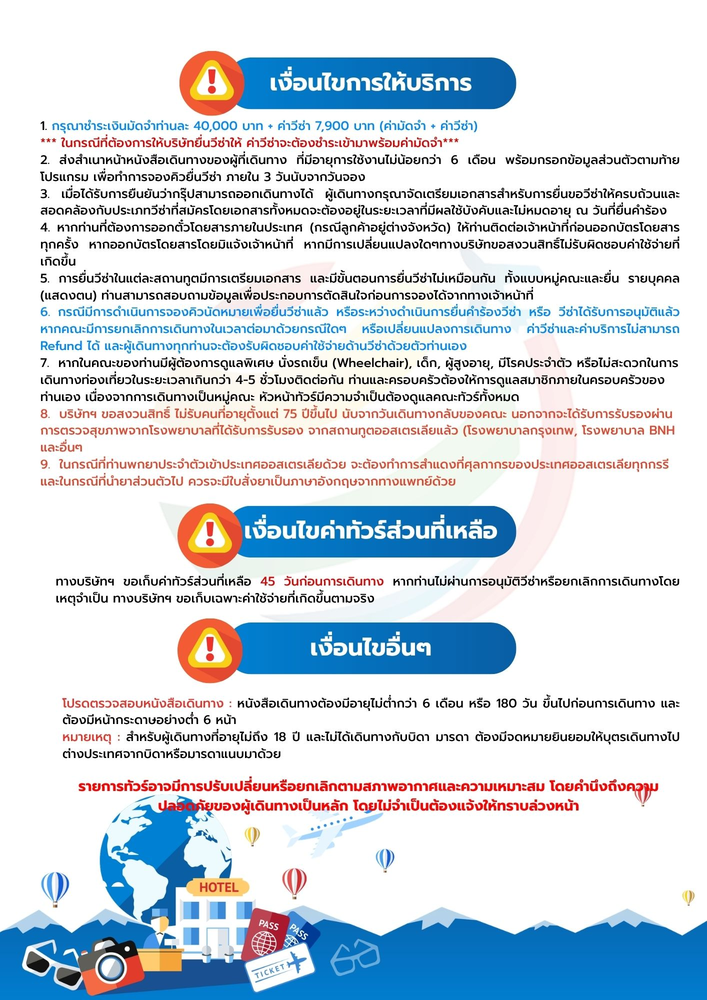 เงื่อนไขการให้บริการ
1. กรุณาชำระเงินมัดจำท่านละ 40,000 บาท + ค่าวีซ่า 7,900 บาท (ค่ามัดจำ + ค่าวีซ่า)
*** ในกรณีที่ต้องการให้บริษัทยื่นวีซ่าให้ ค่าวีซ่าจะต้องชำระเข้ามาพร้อมค่ามัดจำ***
2. ส่งสำเนาหน้าหนังสือเดินทางของผู้ที่เดินทาง ที่มีอายุการใช้งานไม่น้อยกว่า 6 เดือน พร้อมกรอกข้อมูลส่วนตัวตามท้าย
โปรแกรม เพื่อทำการจองคิวยื่นวีซ่า ภายใน 3 วันนับจากวันจอง
3. เมื่อได้รับการยืนยันว่ากรุ๊ปสามารถออกเดินทางได้ ผู้เดินทางกรุณาจัดเตรียมเอกสารสำหรับการยื่นขอวีซ่าให้ครบถ้วนและ
สอดคล้องกับประเภทวีซ่าที่สมัครโดยเอกสารทั้งหมดจะต้องอยู่ในระยะเวลาที่มีผลใช้บังคับและไม่หมดอายุ ณ วันที่ยื่นคำร้อง
4. หากท่านที่ต้องการออกตั๋วโดยสารภายในประเทศ (กรณีลูกค้าอยู่ต่างจังหวัด) ให้ท่านติดต่อเจ้าหน้าที่ก่อนออกบัตรโดยสาร
ทุกครั้ง หากออกบัตรโดยสารโดยมิแจ้งเจ้าหน้าที่ หากมีการเปลี่ยนแปลงใดๆทางบริษัทขอสงวนสิทธิ์ไม่รับผิดชอบค่าใช้จ่ายที่
เกิดขึ้น
5. การยื่นวีซ่าในแต่ละสถานทูตมีการเตรียมเอกสาร และมีขั้นตอนการยื่นวีซ่าไม่เหมือนกัน ทั้งแบบหมู่คณะและยื่น รายบุคคล
(แสดงตน) ท่านสามารถสอบถามข้อมูลเพื่อประกอบการตัดสินใจก่อนการจองได้จากทางเจ้าหน้าที่
6. กรณีมีการดำเนินการจองคิวนัดหมายเพื่อยื่นวีซ่าแล้ว หรือระหว่างดำเนินการยื่นคำร้องวีซ่า หรือ วีซ่าได้รับการอนุมัติแล้ว
หากคณะมีการยกเลิกการเดินทางในเวลาต่อมาด้วยกรณีใดๆ หรือเปลี่ยนแปลงการเดินทาง ค่าวีซ่าและค่าบริการไม่สามารถ
Refund ได้ และผู้เดินทางทุกท่านจะต้องรับผิดชอบค่าใช้จ่ายด้านวีซ่าด้วยตัวท่านเอง
7. หากในคณะของท่านมีผู้ต้องการดูแลพิเศษ นั่งรถเข็น (Wheelchair), เด็ก, ผู้สูงอายุ, มีโรคประจำตัว หรือไม่สะดวกในการ
เดินทางท่องเที่ยวในระยะเวลาเกินกว่า 4-5 ชั่วโมงติดต่อกัน ท่านและครอบครัวต้องให้การดูแลสมาชิกภายในครอบครัวของ
ท่านเอง เนื่องจากการเดินทางเป็นหมู่คณะ หัวหน้าทัวร์มีความจำเป็นต้องดูแลคณะทัวร์ทั้งหมด
8. บริษัทฯ ขอสงวนสิทธิ์ ไม่รับคนที่อายุตั้งแต่ 75 ปีขึ้นไป นับจากวันเดินทางกลับของคณะ นอกจากจะได้รับการรับรองผ่าน
การตรวจสุขภาพจากโรงพยาบาลที่ได้รับการรับรอง จากสถานทูตออสเตรเลียแล้ว (โรงพยาบาลกรุงเทพ, โรงพยาบาล BNH
และอื่นๆ
9. ในกรณีที่ท่านพกยาประจำตัวเข้าประเทศออสเตรเลียด้วย จะต้องทำการสำแดงที่ศุลกากรของประเทศออสเตรเลียทุกกรรี
และในกรณีที่นำยาส่วนตัวไป ควรจะมีใบสั่งยาเป็นภาษาอังกฤษจากทางแพทย์ด้วย
เงื่อนไขค่าทัวร์ส่วนที่เหลือ
ทางบริษัทฯ ขอเก็บค่าทัวร์ส่วนที่เหลือ 45 วันก่อนการเดินทาง หากท่านไม่ผ่านการอนุมัติวีซ่าหรือยกเลิกการเดินทางโดย
เหตุจำเป็น ทางบริษัทฯ ขอเก็บเฉพาะค่าใช้จ่ายที่เกิดขึ้นตามจริง
เงื่อนไขอื่นๆ
โปรดตรวจสอบหนังสือเดินทาง : หนังสือเดินทางต้องมีอายุไม่ต่ำกว่า 6 เดือน หรือ 180 วัน ขึ้นไปก่อนการเดินทาง และ
ต้องมีหน้ากระดาษอย่างต่ำ 6 หน้า
หมายเหตุ : สำหรับผู้เดินทางที่อายุไม่ถึง 18 ปี และไม่ได้เดินทางกับบิดา มารดา ต้องมีจดหมายยินยอมให้บุตรเดินทางไป
ต่างประเทศจากบิดาหรือมารดาแนบมาด้วย
รายการทัวร์อาจมีการปรับเปลี่ยนหรือยกเลิกตามสภาพอากาศและความเหมาะสม โดยคำนึงถึงความ
ปลอดภัยของผู้เดินทางเป็นหลัก โดยไม่จำเป็นต้องแจ้งให้ทราบล่วงหน้า
HOTEL
PASS
PASS
TICKET